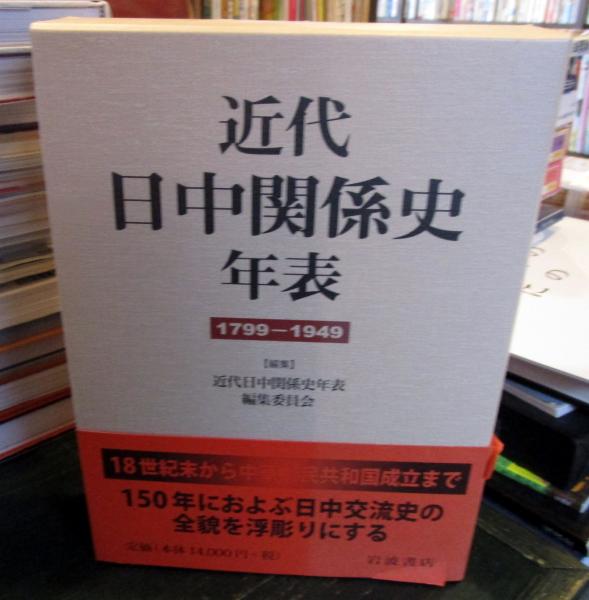 近代
日中関係史
年表
1799－1949
【編集】
近代日中関係史年表
編集委員会
18世紀末から中華人民共和国成立まで
150年におよぶ日中交流史の
全貌を浮彫りにする
定価（本体14,000円＋税）
岩波書店